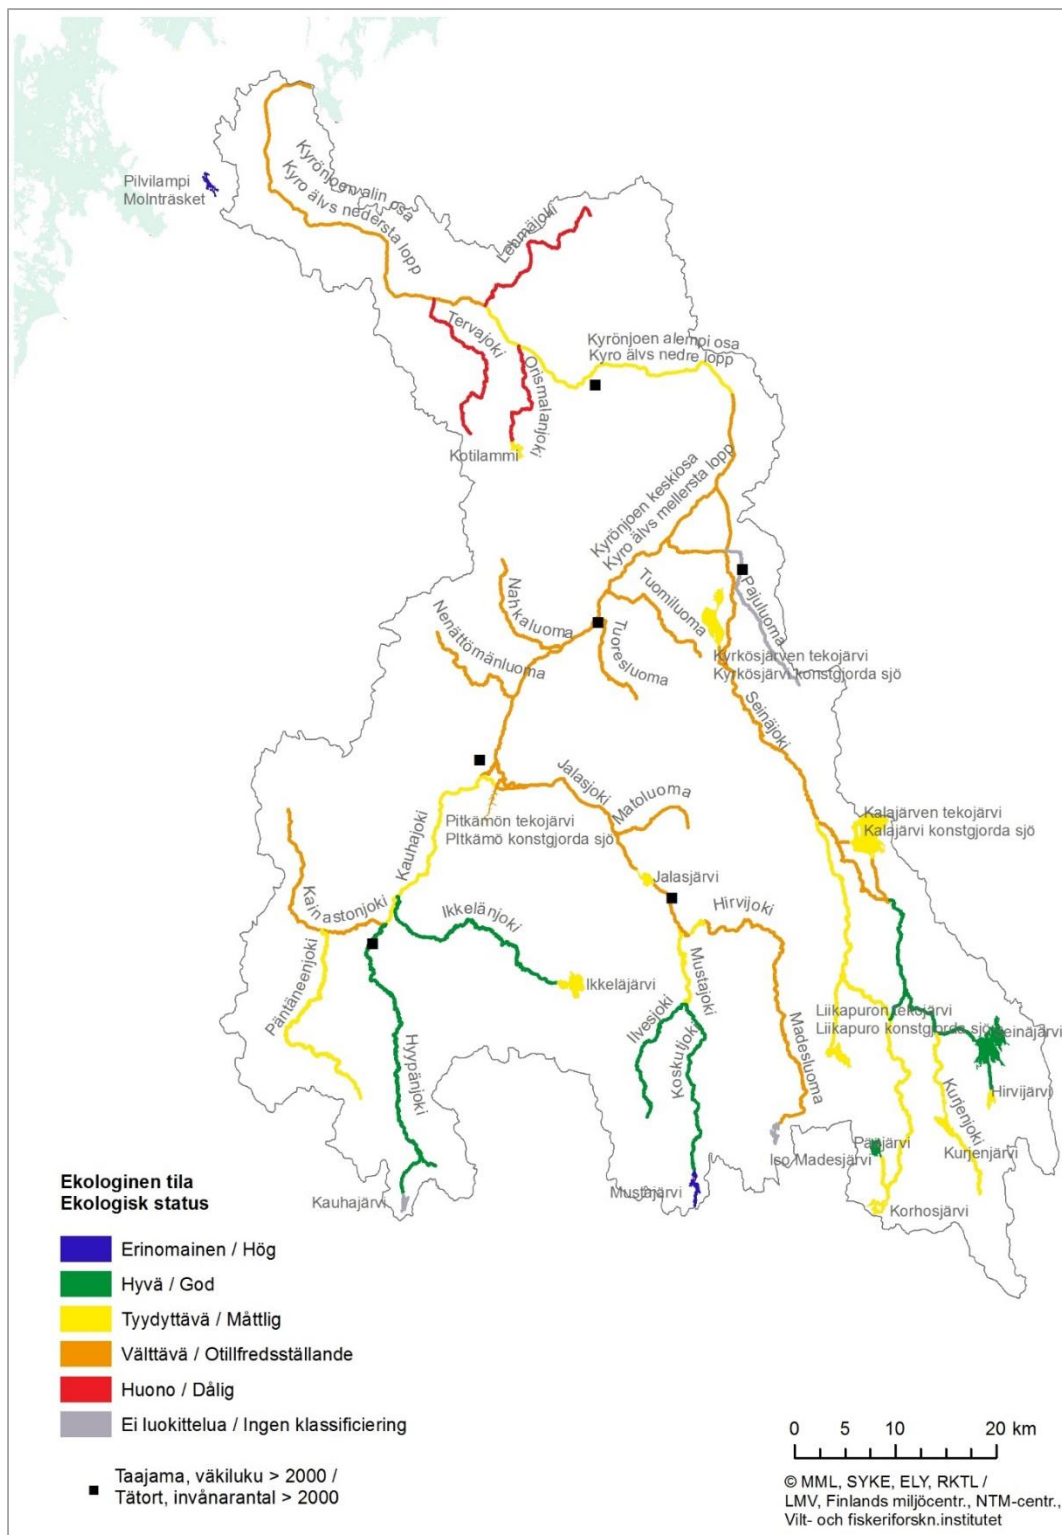 Pilvilampi
Molnträsket
Kyrönjoen alin osa
Kyro älvs nedersta lopp
Lehmäjoki
Tervajoki
Orismalanjoki
Kotilammi
Kyrönjoen alempi osa
Kyro älvs nedre lopp
Kyrönjoen keskiosa
Kyro älvs mellersta lopp
Nahkaluoma
Nenättömänluoma
Tuomiluoma
Tuoresluoma
Pajuluoma
Kyrkösjärven tekojärvi
Kyrkösjärvi konstgjorda sjö
Seinäjoki
Jalasjoki
Matoluoma
Pitkämön tekojärvi
PItkämö konstgjorda sjö
Kauhajoki
Kalajärven tekojärvi
Kalajärvi konstgjorda sjö
Jalasjärvi
Kainastonjoki
Ikkelänjoki
Hirvijoki
Päntäneenjoki
Ikkeläjärvi
Mustajoki
Ilvesjoki
Koskutjoki
Hyypänjoki
Madesluoma
Liikapuron tekojärvi
Liikapuro konstgjorda sjö
Seinäjärvi
Hirvijärvi
Kurjenjoki
Kurjenjärvi
Iso Madesjärvi
Kauhajärvi
Mustajärvi
Korhosjärvi
Ekologinen tila
Ekologisk status
Erinomainen / Hög
Hyvä / God
Tyydyttävä / Måttlig
Välttävä / Otillfredsställande
Huono / Dålig
Ei luokittelua / Ingen klassificiering
Taajama, väkiluku > 2000 /
Tätort, invånarantal > 2000
0 5 10 20 km
© MML, SYKE, ELY, RKTL /
LMV, Finlands miljöcentr., NTM-centr.,
Vilt- och fiskeriforskn.institutet